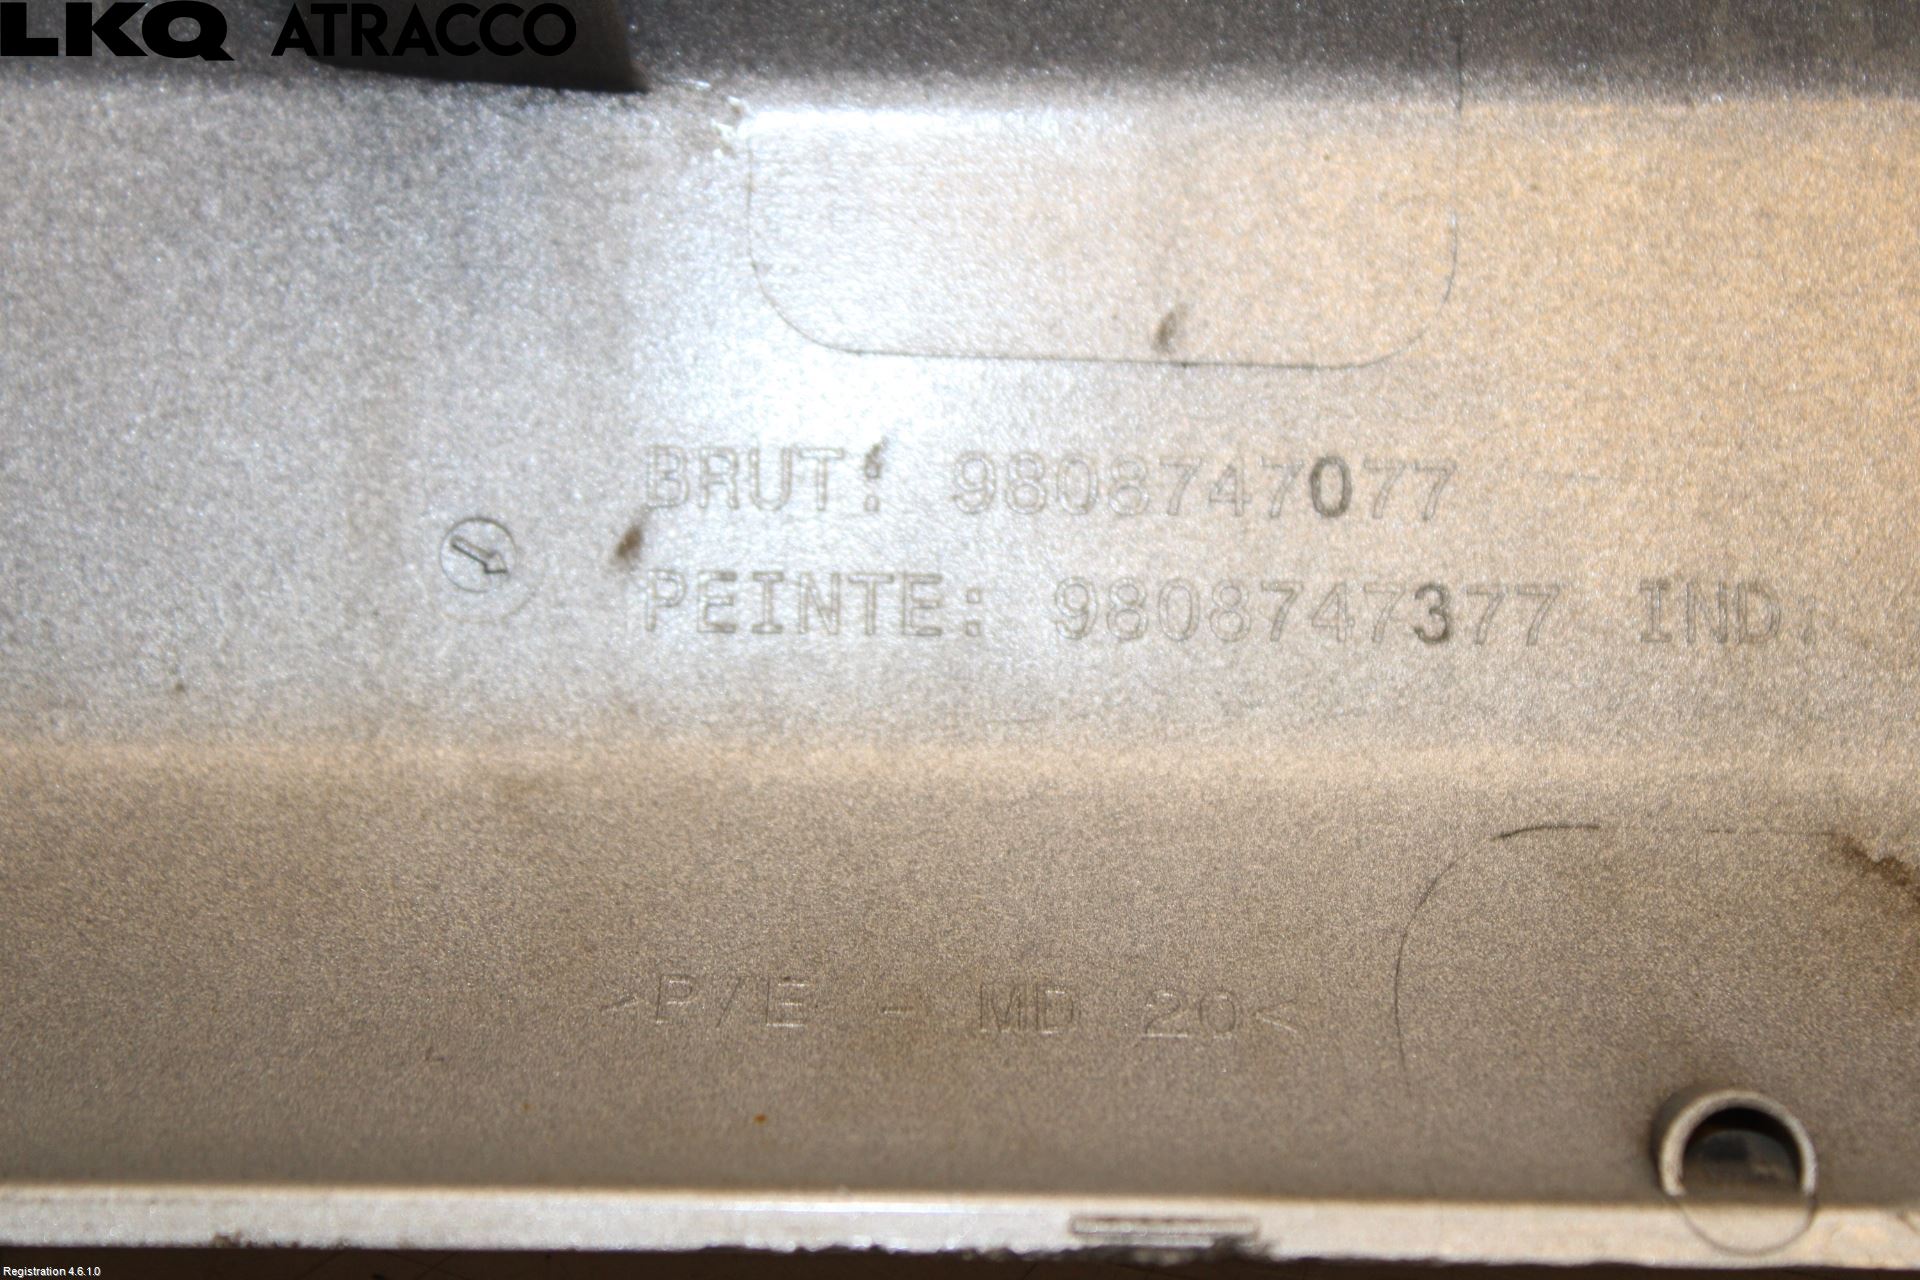 LKQ ATRACCO
BRUT: 9808747077
PEINTE: 9808747377 IND:
>P/E - MD 20<
Registration 4.6.1.0